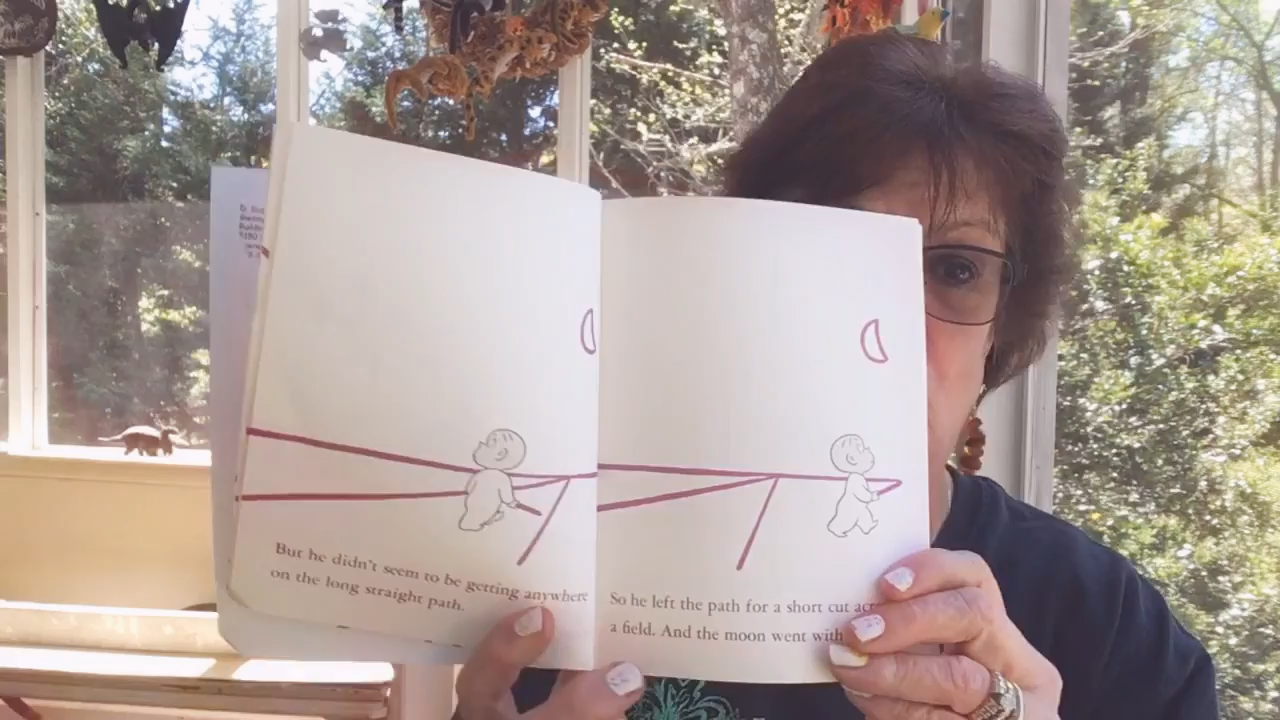 But he didn't seem to be getting anywhere
on the long straight path.
So he left the path for a short cut
a field. And the moon went with